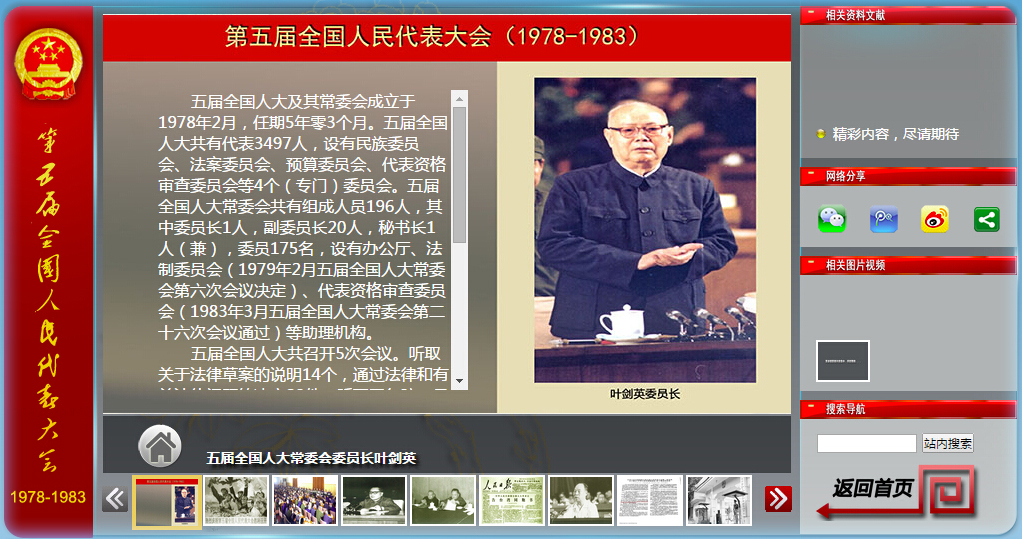 第五届全国人民代表大会
1978-1983
第五届全国人民代表大会（1978-1983）
五届全国人大及其常委会成立于
1978年2月，任期5年零3个月。五届全国
人大共有代表3497人，设有民族委员
会、法案委员会、预算委员会、代表资格
审查委员会等4个（专门）委员会。五届
全国人大常委会共有组成人员196人，其
中委员长1人，副委员长20人，秘书长1
人（兼），委员175名，设有办公厅、法
制委员会（1979年2月五届全国人大常委
会第六次会议决定）、代表资格审查委员
会（1983年3月五届全国人大常委会第二
十六次会议通过）等助理机构。
五届全国人大共召开5次会议。听取
关于法律草案的说明14个，通过法律和有
叶剑英委员长
五届全国人大常委会委员长叶剑英
人民日报
相关资料文献
精彩内容，尽请期待
网络分享
相关图片视频
搜索导航
站内搜索
返回首页